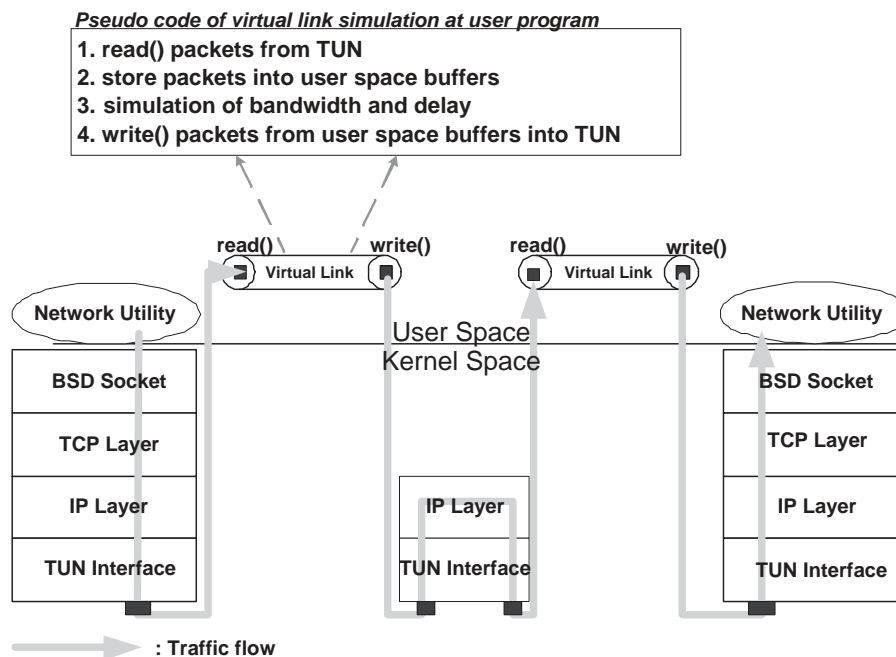 Pseudo code of virtual link simulation at user program
1. read() packets from TUN
2. store packets into user space buffers
3. simulation of bandwidth and delay
4. write() packets from user space buffers into TUN
read()
write()
read()
write()
Virtual Link
Virtual Link
Network Utility
Network Utility
User Space
Kernel Space
BSD Socket
BSD Socket
TCP Layer
TCP Layer
IP Layer
IP Layer
IP Layer
TUN Interface
TUN Interface
TUN Interface
: Traffic flow